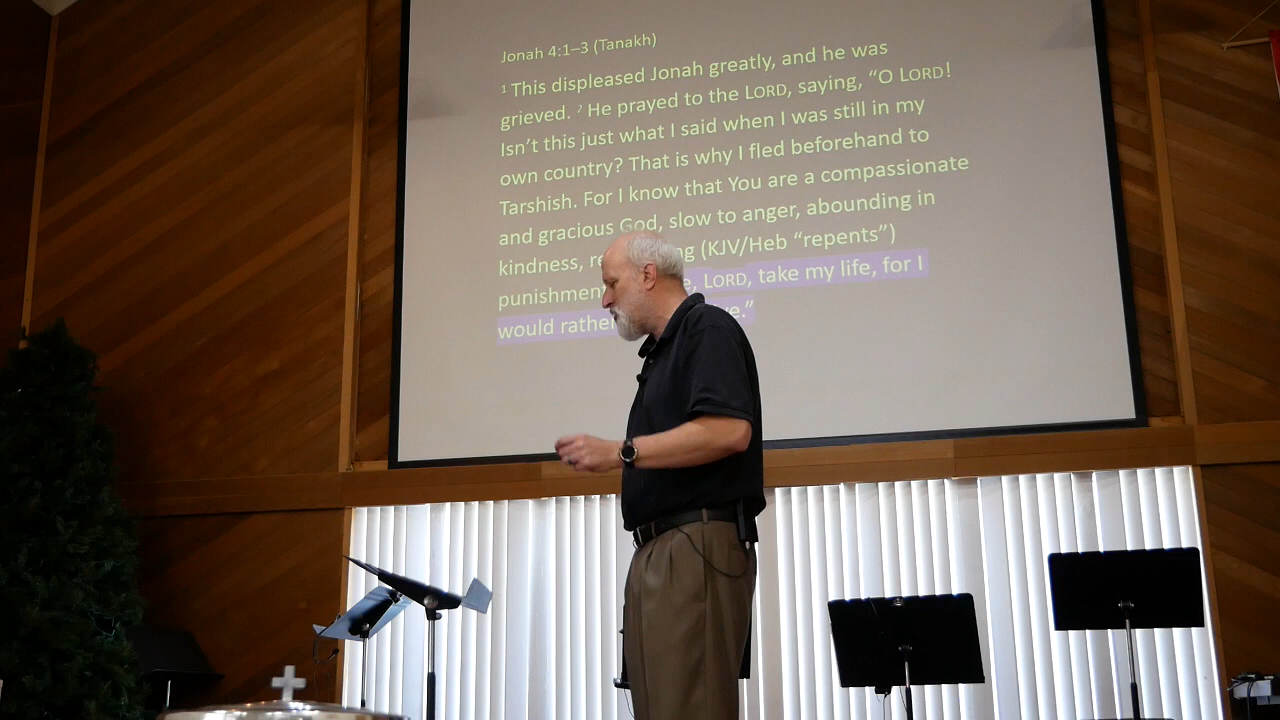 Jonah 4:1–3 (Tanakh)
1 This displeased Jonah greatly, and he was
grieved. 2 He prayed to the LORD, saying, “O LORD!
Isn’t this just what I said when I was still in my
own country? That is why I fled beforehand to
Tarshish. For I know that You are a compassionate
and gracious God, slow to anger, abounding in
kindness, (KJV/Heb “repents”)
punishment LORD, take my life, for I
would rather